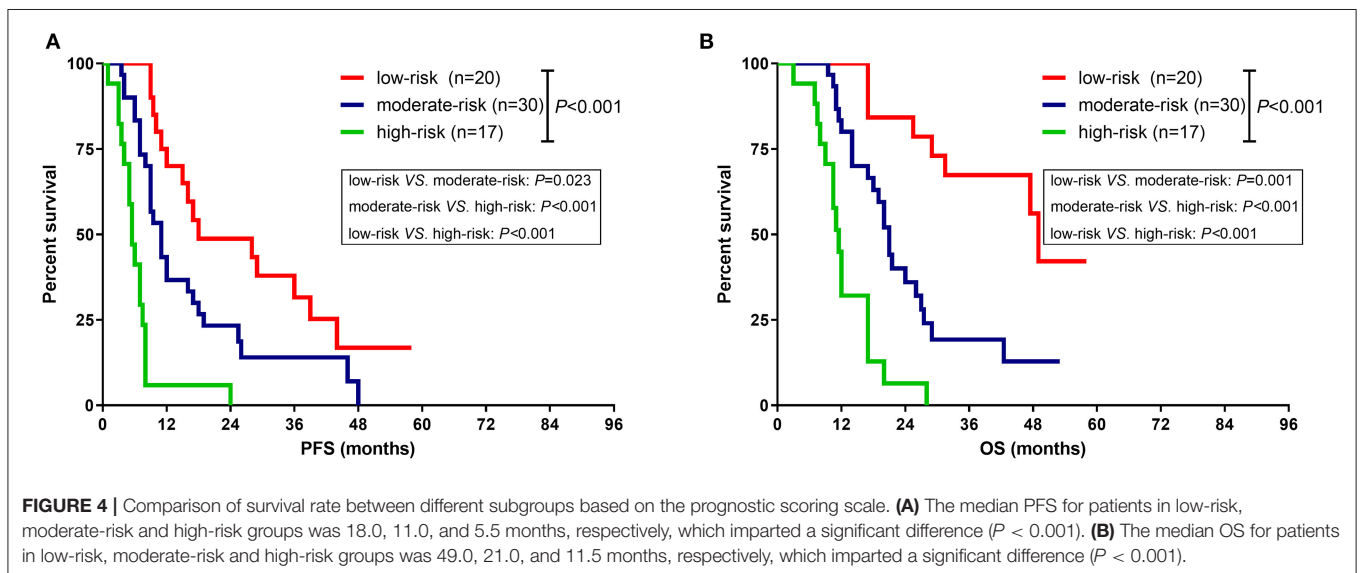 A
100
75
50
25
0
Percent survival
low-risk (n=20)
moderate-risk (n=30)
high-risk (n=17)
P<0.001
low-risk VS. moderate-risk: P=0.023
moderate-risk VS. high-risk: P<0.001
low-risk VS. high-risk: P<0.001
0 12 24 36 48 60 72 84 96
PFS (months)
B
100
75
50
25
0
Percent survival
low-risk (n=20)
moderate-risk (n=30)
high-risk (n=17)
P<0.001
low-risk VS. moderate-risk: P=0.001
moderate-risk VS. high-risk: P<0.001
low-risk VS. high-risk: P<0.001
0 12 24 36 48 60 72 84 96
OS (months)
FIGURE 4 | Comparison of survival rate between different subgroups based on the prognostic scoring scale. (A) The median PFS for patients in low-risk,
moderate-risk and high-risk groups was 18.0, 11.0, and 5.5 months, respectively, which imparted a significant difference (P < 0.001). (B) The median OS for patients
in low-risk, moderate-risk and high-risk groups was 49.0, 21.0, and 11.5 months, respectively, which imparted a significant difference (P < 0.001).